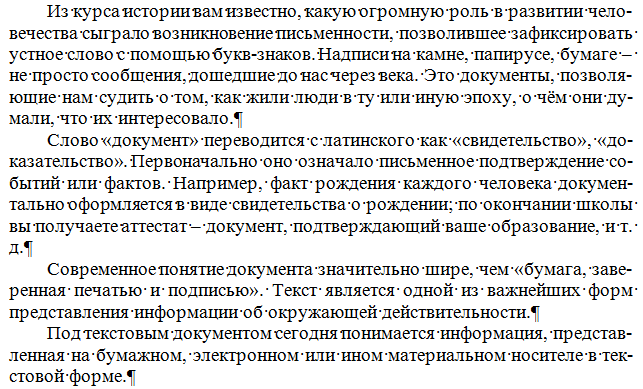 Из курса истории вам известно, какую огромную роль в развитии чело-
вечества сыграло возникновение письменности, позволившее зафиксировать
устное слово с помощью букв-знаков. Надписи на камне, папирусе, бумаге –
не просто сообщения, дошедшие до нас через века. Это документы, позволя-
ющие нам судить о том, как жили люди в ту или иную эпоху, о чём они ду-
мали, что их интересовало.¶
Слово «документ» переводится с латинского как «свидетельство», «до-
казательство». Первоначально оно означало письменное подтверждение со-
бытий или фактов. Например, факт рождения каждого человека докумен-
тально оформляется в виде свидетельства о рождении; по окончании школы
вы получаете аттестат – документ, подтверждающий ваше образование, и т.
д.¶
Современное понятие документа значительно шире, чем «бумага, заве-
ренная печатью и подписью». Текст является одной из важнейших форм
представления информации об окружающей действительности.¶
Под текстовым документом сегодня понимается информация, представ-
ленная на бумажном, электронном или ином материальном носителе в тек-
стовой форме.¶